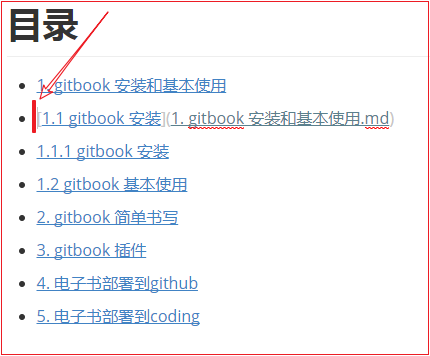 目录
1. gitbook 安装和基本使用
[1.1 gitbook 安装](1. gitbook 安装和基本使用.md)
1.1.1 gitbook 安装
1.2 gitbook 基本使用
2. gitbook 简单书写
3. gitbook 插件
4. 电子书部署到github
5. 电子书部署到coding